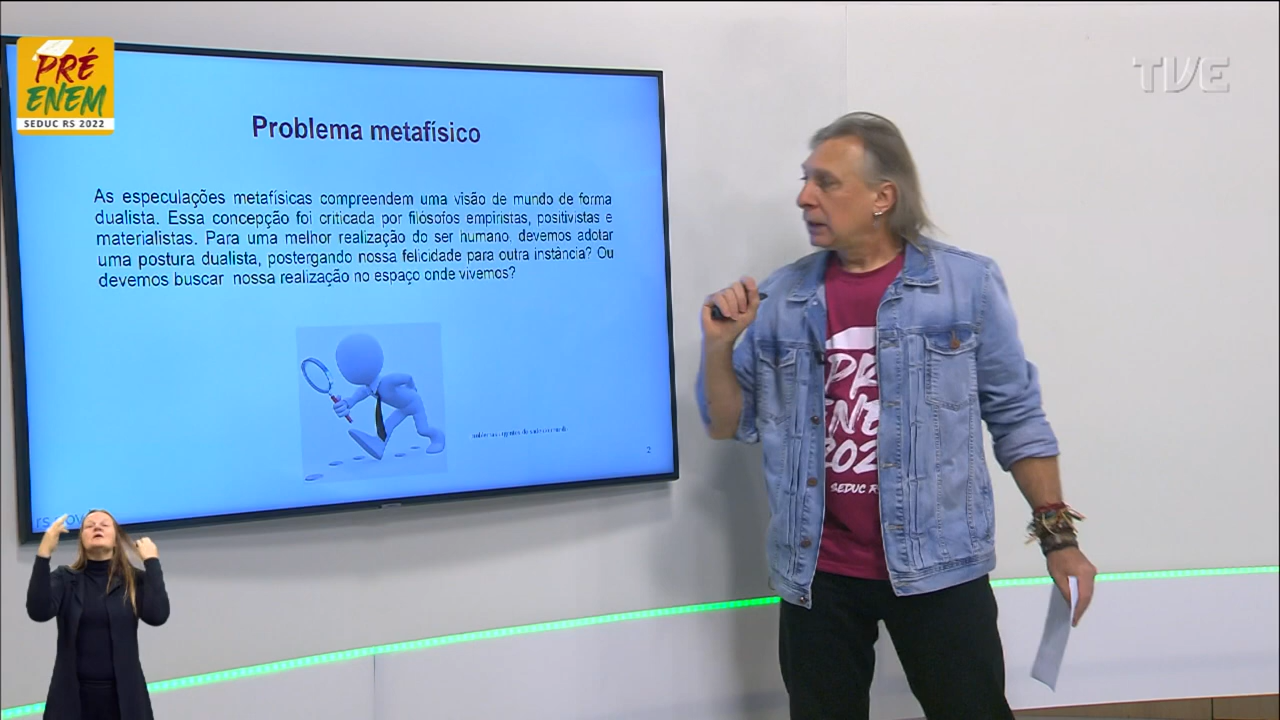 PRÉ
ENEM
SEDUC RS 2022
TVE
Problema metafísico
As especulações metafísicas compreendem uma visão de mundo de forma
dualista. Essa concepção foi criticada por filósofos empiristas, positivistas e
materialistas. Para uma melhor realização do ser humano, devemos adotar
uma postura dualista, postergando nossa felicidade para outra instância? Ou
devemos buscar nossa realização no espaço onde vivemos?
2
PRÉ
ENE
202
SEDUC R